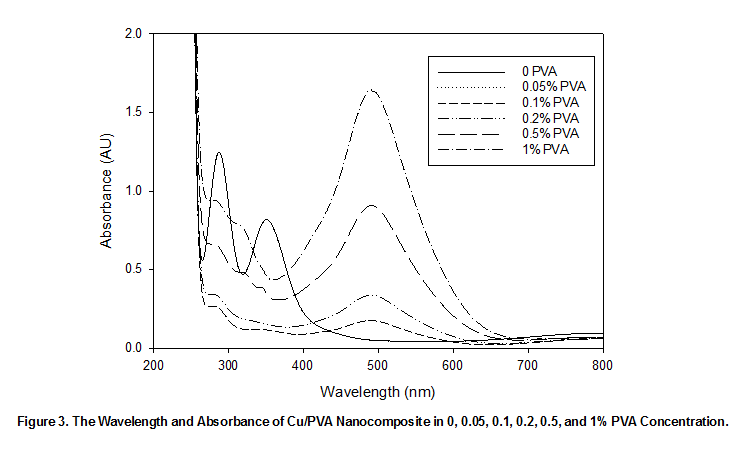 2.0
1.5
1.0
0.5
0.0
Absorbance (AU)
0 PVA
0.05% PVA
0.1% PVA
0.2% PVA
0.5% PVA
1% PVA
200 300 400 500 600 700 800
Wavelength (nm)
Figure 3. The Wavelength and Absorbance of Cu/PVA Nanocomposite in 0, 0.05, 0.1, 0.2, 0.5, and 1% PVA Concentration.